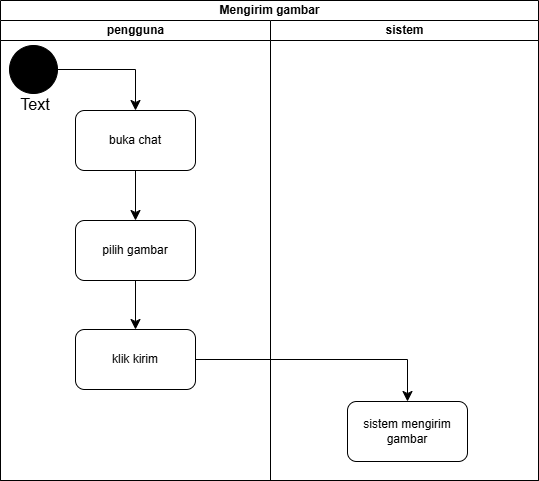 Mengirim gambar
pengguna
sistem
Text
buka chat
pilih gambar
klik kirim
sistem mengirim
gambar